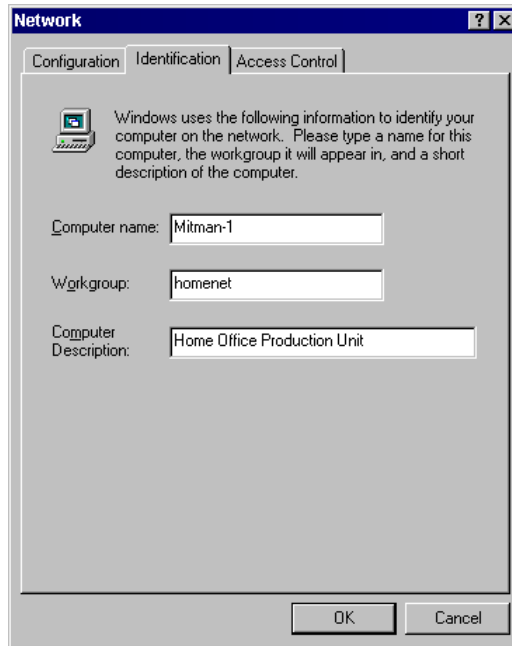 Network
Configuration Identification Access Control
Windows uses the following information to identify your
computer on the network. Please type a name for this
computer, the workgroup it will appear in, and a short
description of the computer.
Computer name: Mitman-1
Workgroup: homenet
Computer
Description: Home Office Production Unit
OK Cancel